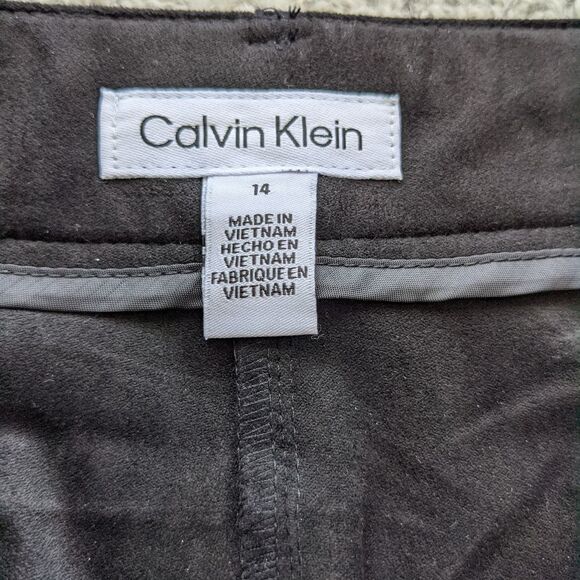 Calvin Klein
14
MADE IN
VIETNAM
HECHO EN
VIETNAM
FABRIQUE EN
VIETNAM